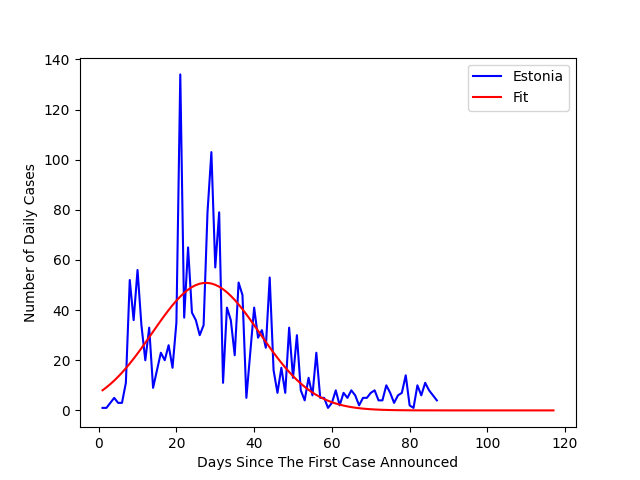 Estonia
Fit
140
120
100
80
60
40
20
0
Number of Daily Cases
0 20 40 60 80 100 120
Days Since The First Case Announced